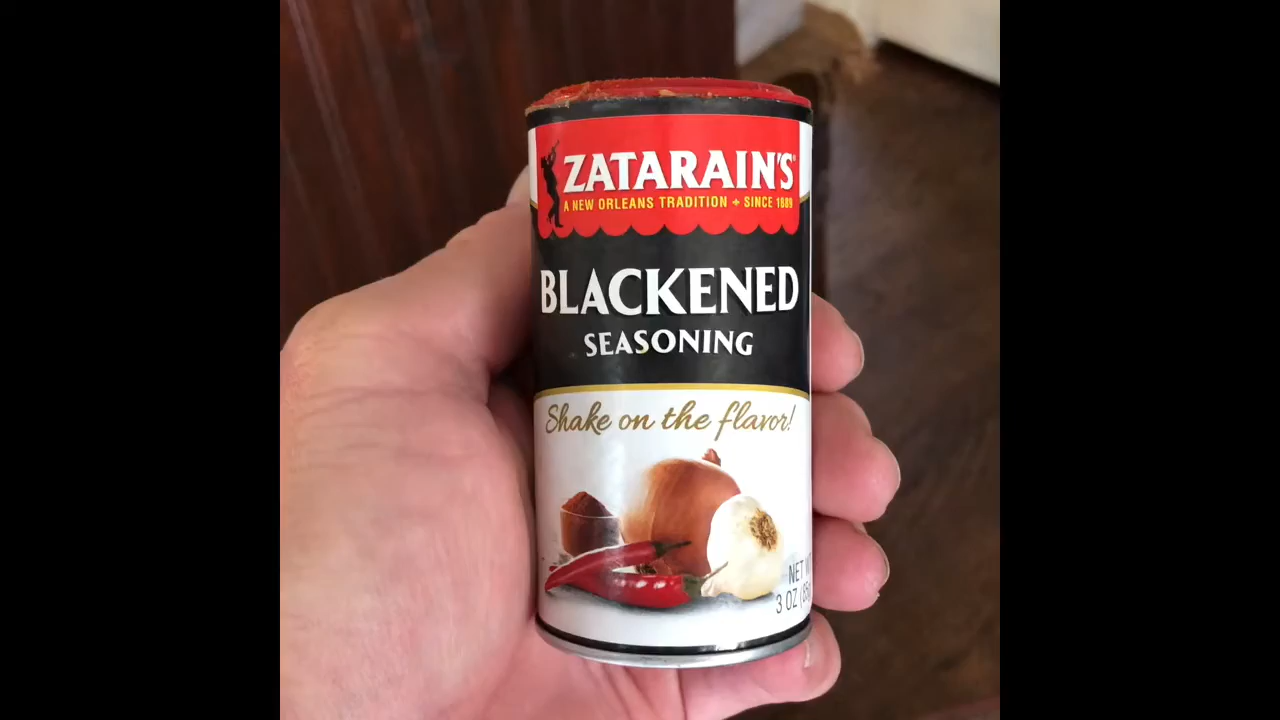 ZATARAIN'S
A NEW ORLEANS TRADITION + SINCE 1889
BLACKENED
SEASONING
Shake on the flavor!
NET
3 OZ